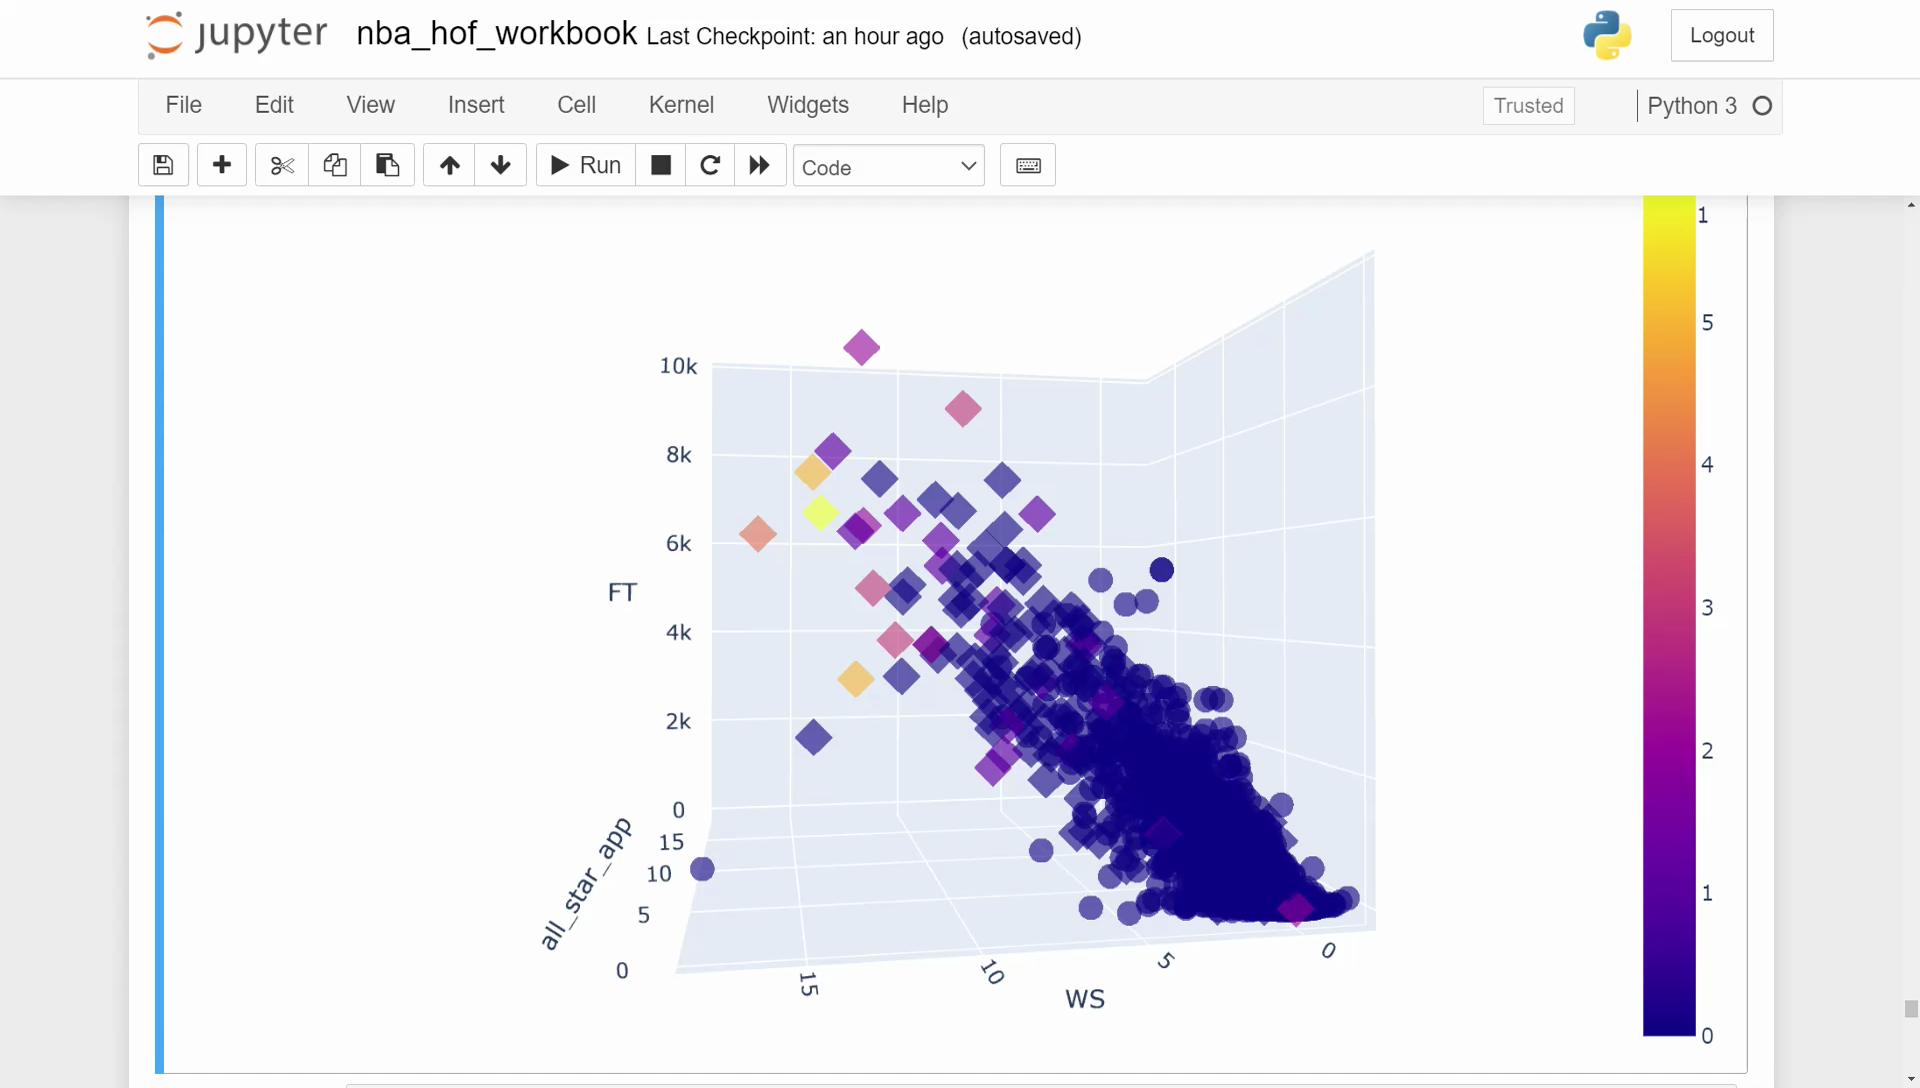 jupyter nba_hof_workbook Last Checkpoint: an hour ago (autosaved) Logout
File Edit View Insert Cell Kernel Widgets Help Trusted Python 3
Run Code
1
5
4
3
2
1
0
10k
8k
6k
4k
2k
0
FT
15
10
5
0
all_star_app
15
10
5
0
WS